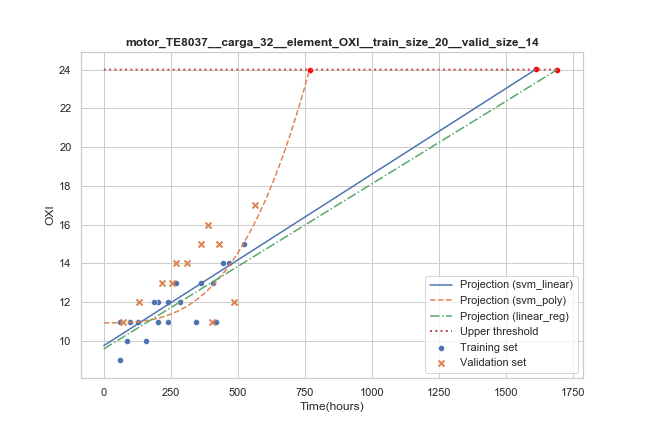 motor_TE8037__carga_32__element_OXI__train_size_20__valid_size_14
24
22
20
18
16
14
12
10
OXI
0
250
500
750
1000
1250
1500
1750
Time(hours)
Projection (svm_linear)
Projection (svm_poly)
Projection (linear_reg)
Upper threshold
Training set
Validation set